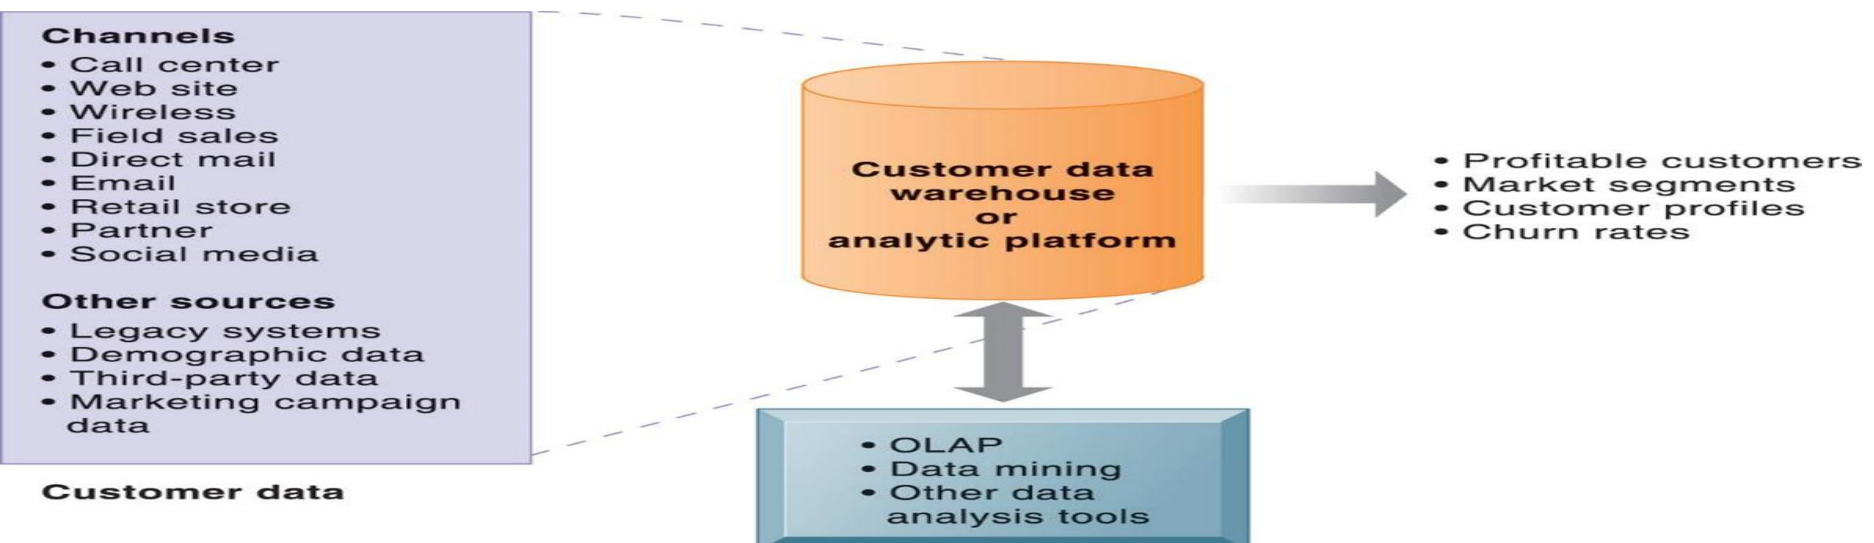 Channels
• Call center
• Web site
• Wireless
• Field sales
• Direct mail
• Email
• Retail store
• Partner
• Social media
Other sources
• Legacy systems
• Demographic data
• Third-party data
• Marketing campaign
data
Customer data
Customer data
warehouse
or
analytic platform
• OLAP
• Data mining
• Other data
analysis tools
• Profitable customers
• Market segments
• Customer profiles
• Churn rates